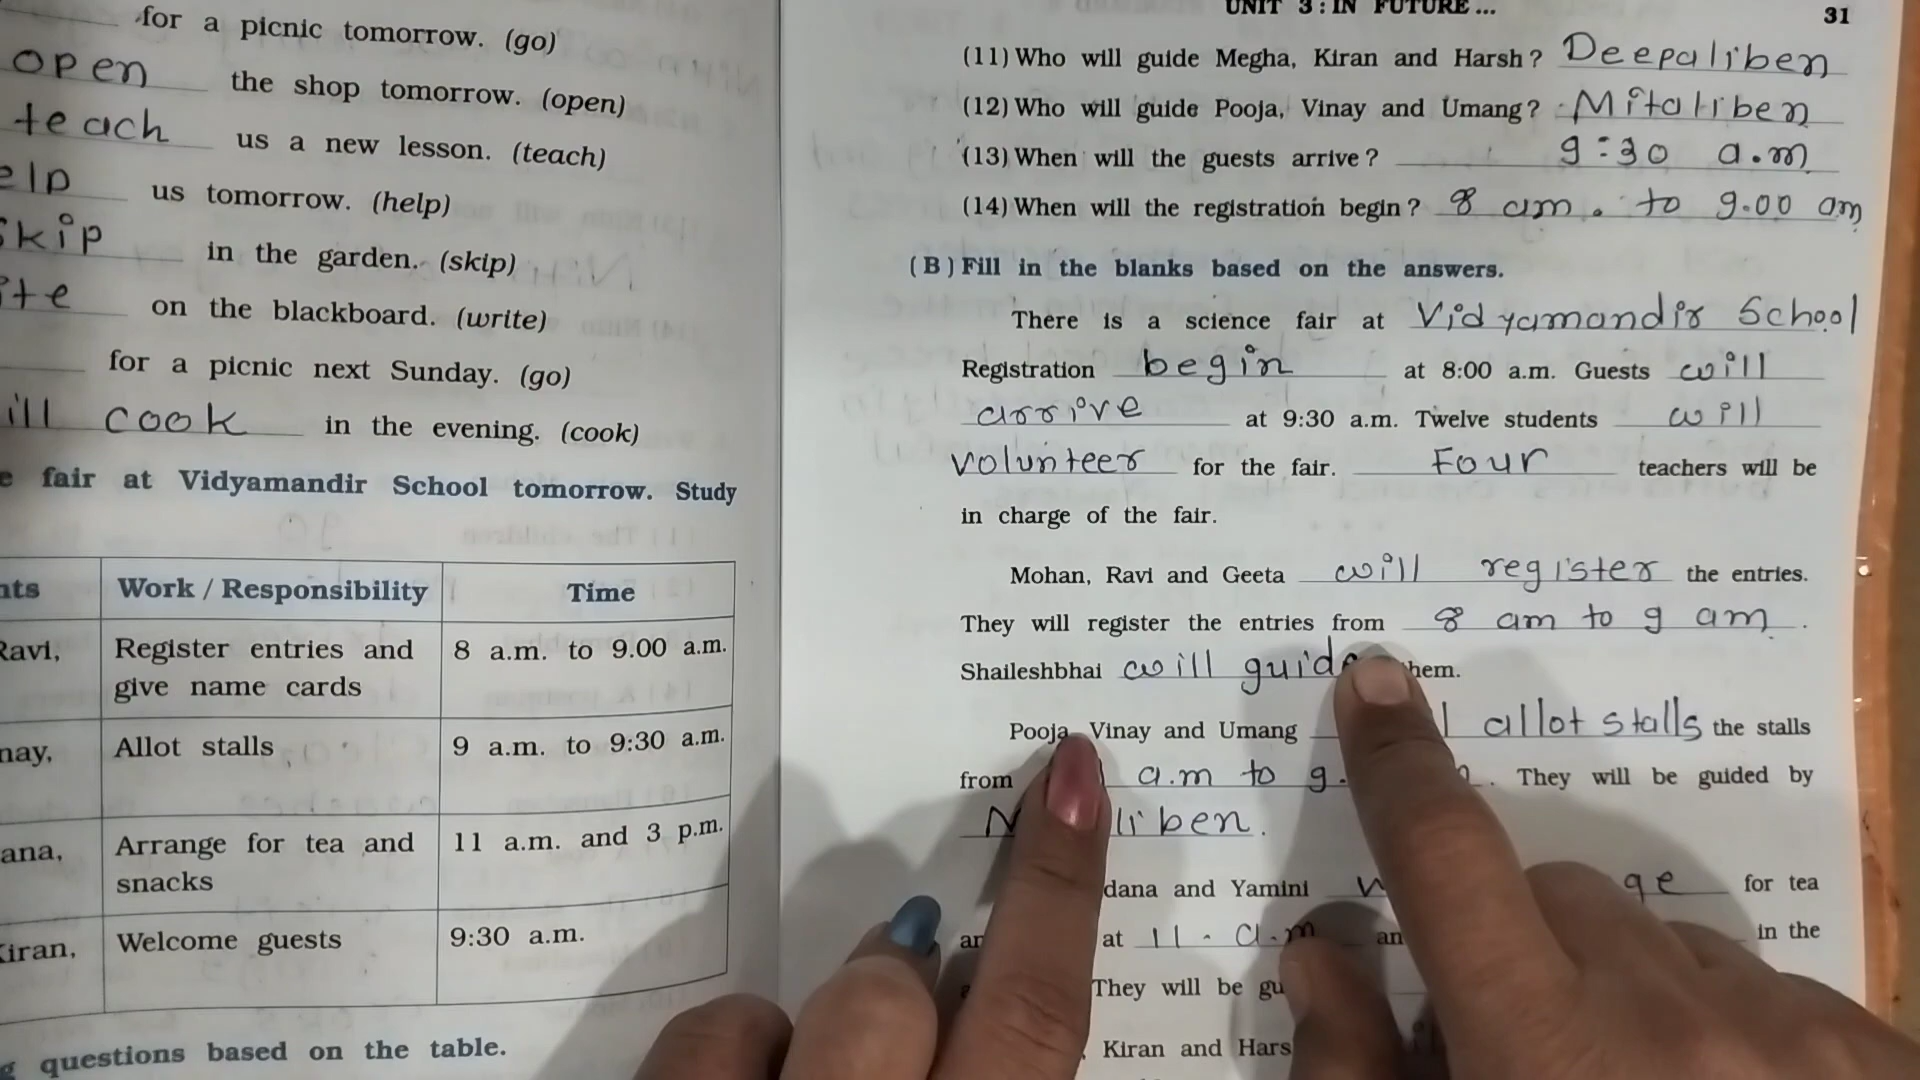 for a picnic tomorrow. (go)
open the shop tomorrow. (open)
teach us a new lesson. (teach)
elp us tomorrow. (help)
skip in the garden. (skip)
ite on the blackboard. (write)
for a picnic next Sunday. (go)
ill cook in the evening. (cook)
e fair at Vidyamandir School tomorrow. Study
nts Work / Responsibility Time
Ravi, Register entries and 8 a.m. to 9.00 a.m.
give name cards
nay, Allot stalls 9 a.m. to 9:30 a.m.
ana, Arrange for tea and 11 a.m. and 3 p.m.
snacks
Kiran, Welcome guests 9:30 a.m.
g questions based on the table.
UNIT 3 : IN FUTURE ... 31
(11) Who will guide Megha, Kiran and Harsh? Deepaliben
(12) Who will guide Pooja, Vinay and Umang? Mitaliben
(13) When will the guests arrive? 9:30 a.m
(14) When will the registration begin? 8 am. to 9.00 am
(B) Fill in the blanks based on the answers.
There is a science fair at Vidyamandir School
Registration begin at 8:00 a.m. Guests will
arrive at 9:30 a.m. Twelve students will
volunteer for the fair. Four teachers will be
in charge of the fair.
Mohan, Ravi and Geeta will register the entries.
They will register the entries from 8 am to 9 am.
Shaileshbhai will guide them.
Pooja, Vinay and Umang allot stalls the stalls
from a.m to 9. They will be guided by
liben.
dana and Yamini ge for tea
at 11 a.m an in the
They will be gu
Kiran and Hars